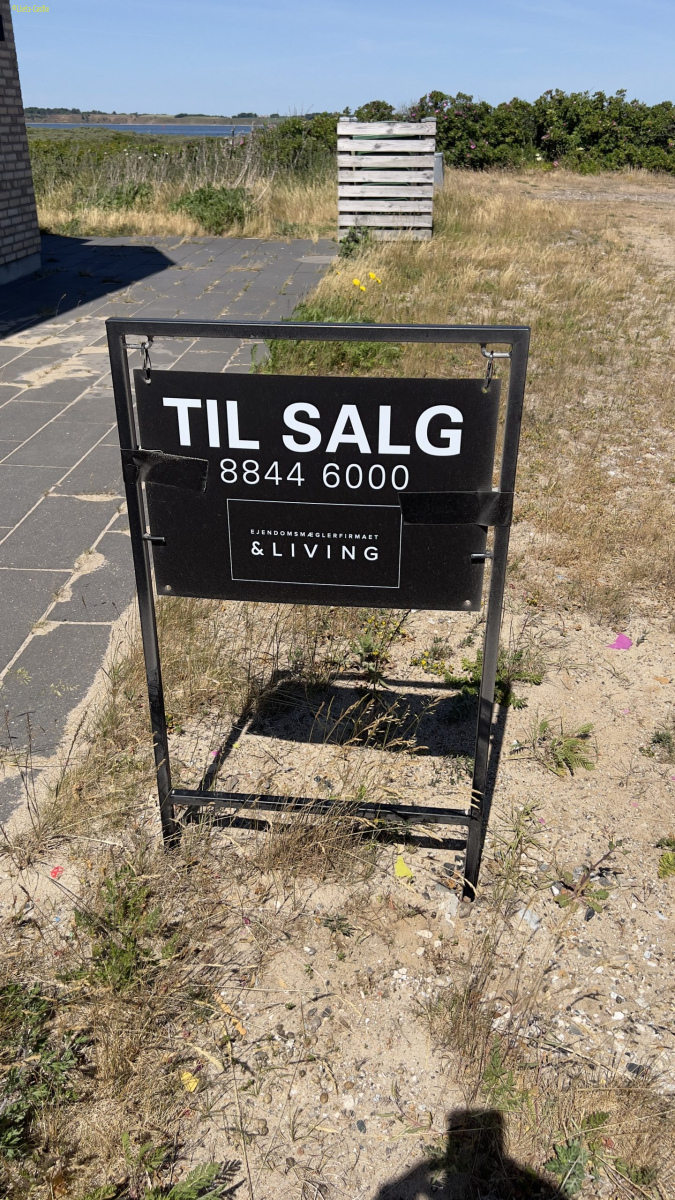 TIL SALG
8844 6000
EJENDOMSMÆGLERFIRMAET
& LIVING